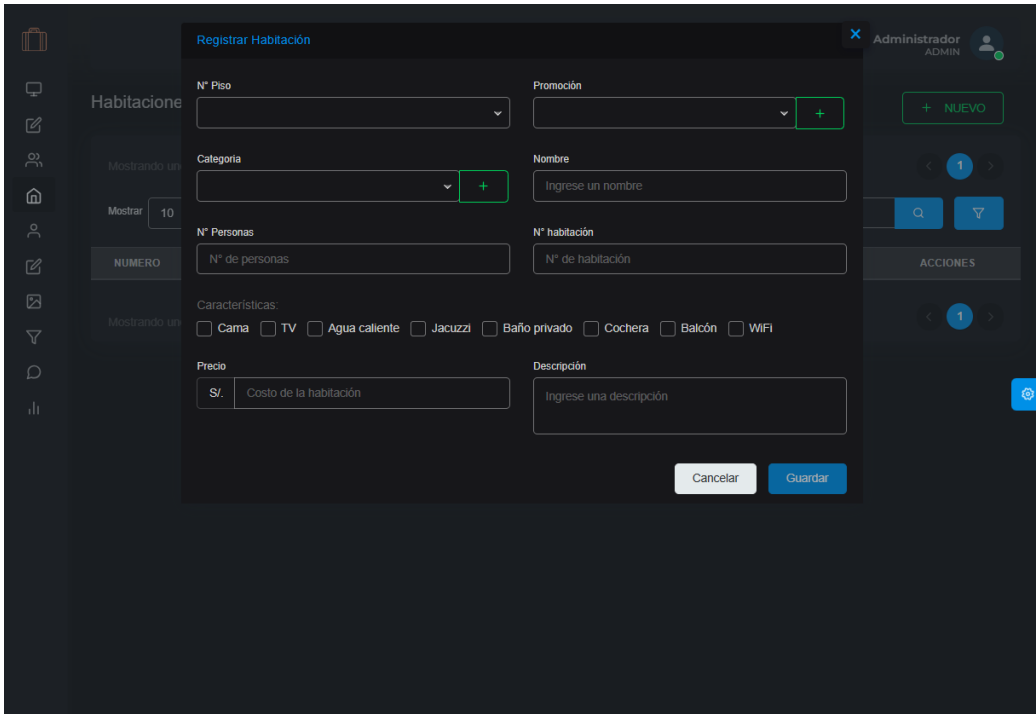 Registrar Habitación
×
Administrador
ADMIN
Habitacione
+ NUEVO
N° Piso
Promoción
+
Mostrando un
< 1 >
Categoria
+
Nombre
Ingrese un nombre
Mostrar 10
N° Personas
N° de personas
N° habitación
N° de habitación
NUMERO
ACCIONES
Características:
Cama TV Agua caliente Jacuzzi Baño privado Cochera Balcón WiFi
Mostrando un
< 1 >
Precio
S/. Costo de la habitación
Descripción
Ingrese una descripción
Cancelar Guardar